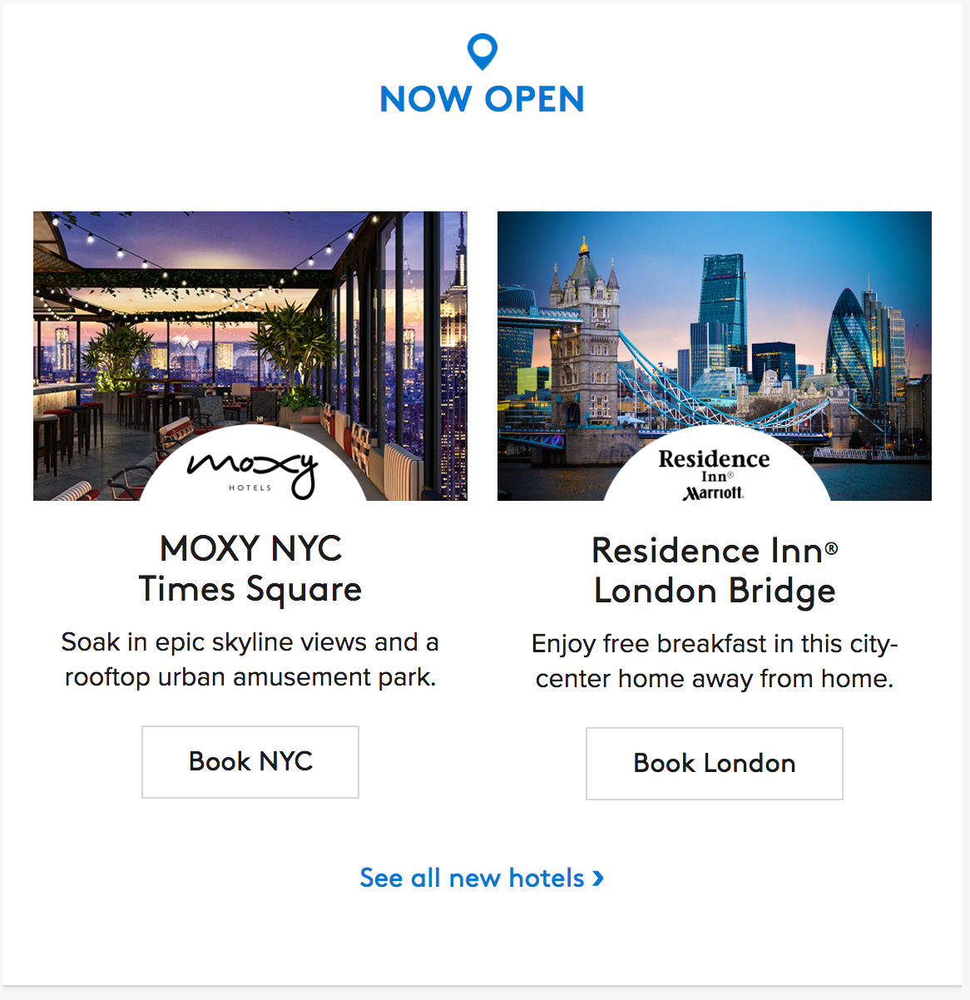 NOW OPEN
moxy
HOTELS
MOXY NYC
Times Square
Soak in epic skyline views and a
rooftop urban amusement park.
Book NYC
Residence
Inn®
Marriott®
Residence Inn®
London Bridge
Enjoy free breakfast in this city-
center home away from home.
Book London
See all new hotels ›